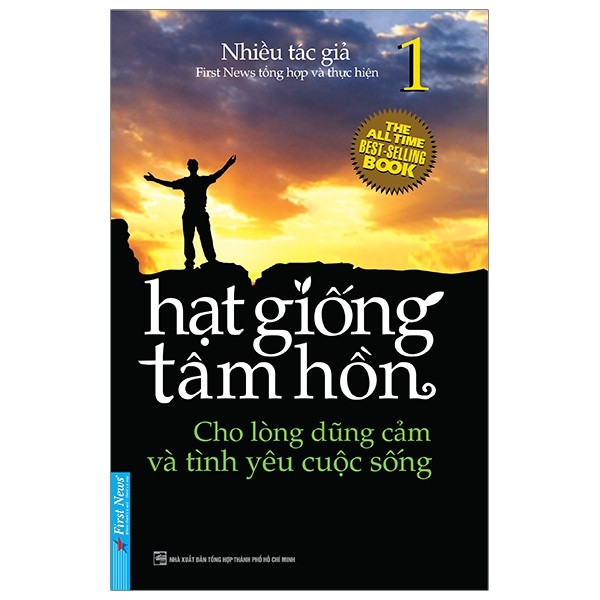 Nhiều tác giả
First News tổng hợp và thực hiện
1
THE
ALL TIME
BEST-SELLING
BOOK
hạt giống
tâm hồn
Cho lòng dũng cảm
và tình yêu cuộc sống
First News
NHÀ XUẤT BẢN TỔNG HỢP THÀNH PHỐ HỒ CHÍ MINH